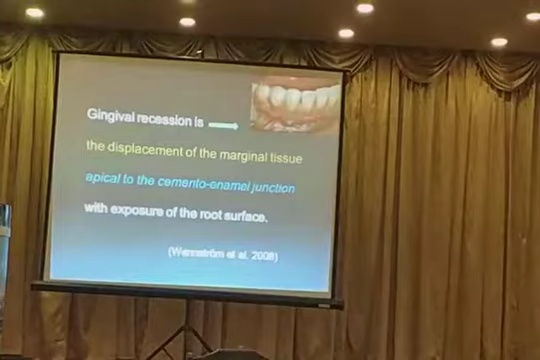 Gingival recession is
the displacement of the marginal tissue
apical to the cemento-enamel junction
with exposure of the root surface.
(Wennström et al. 2008)